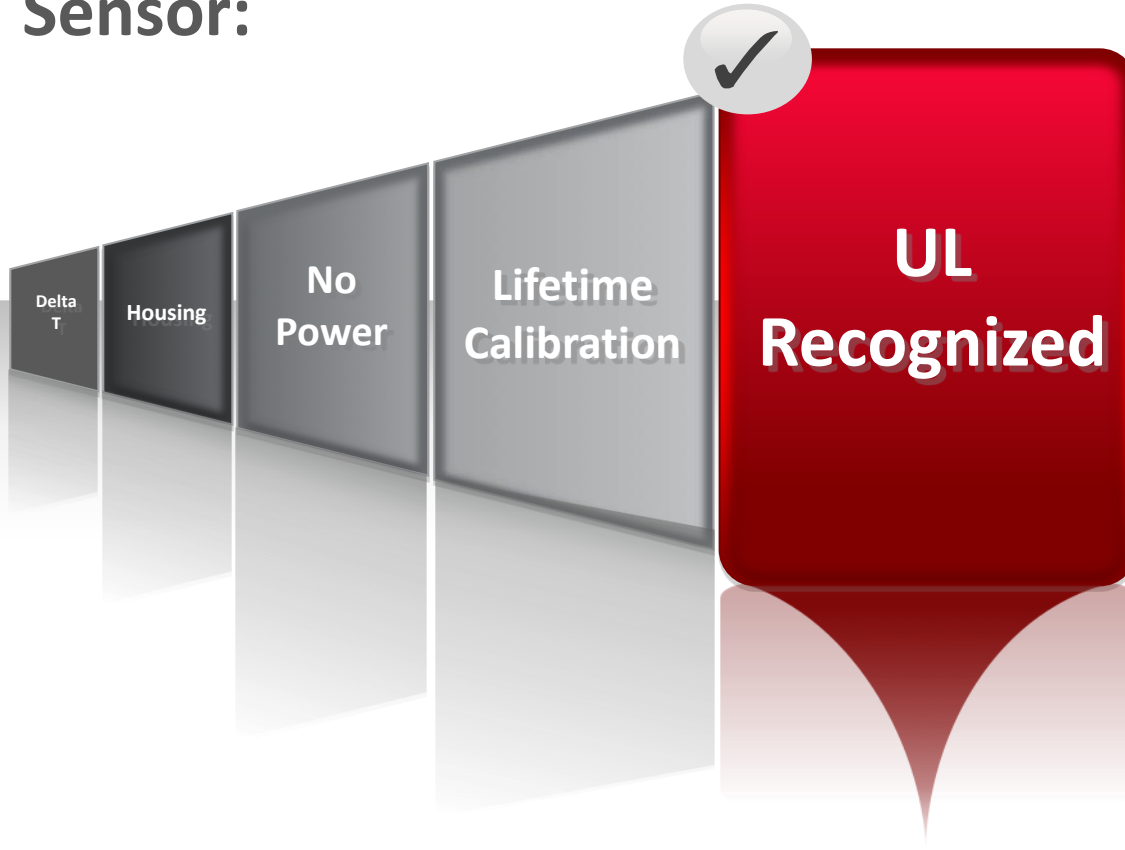 Sensor:
Delta
T
Housing
No
Power
Lifetime
Calibration
UL
Recognized